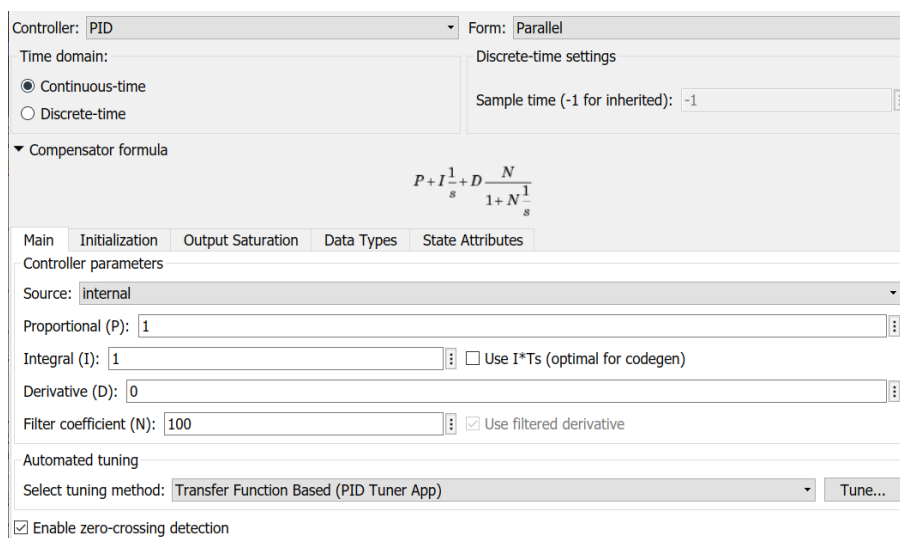 Controller: PID Form: Parallel
Time domain: Discrete-time settings
Continuous-time
Sample time (-1 for inherited): -1
Discrete-time
Compensator formula
P + I 1/s + D N/(1 + N 1/s)
Main Initialization Output Saturation Data Types State Attributes
Controller parameters
Source: internal
Proportional (P): 1
Integral (I): 1 Use I*Ts (optimal for codegen)
Derivative (D): 0
Filter coefficient (N): 100 Use filtered derivative
Automated tuning
Select tuning method: Transfer Function Based (PID Tuner App) Tune...
Enable zero-crossing detection